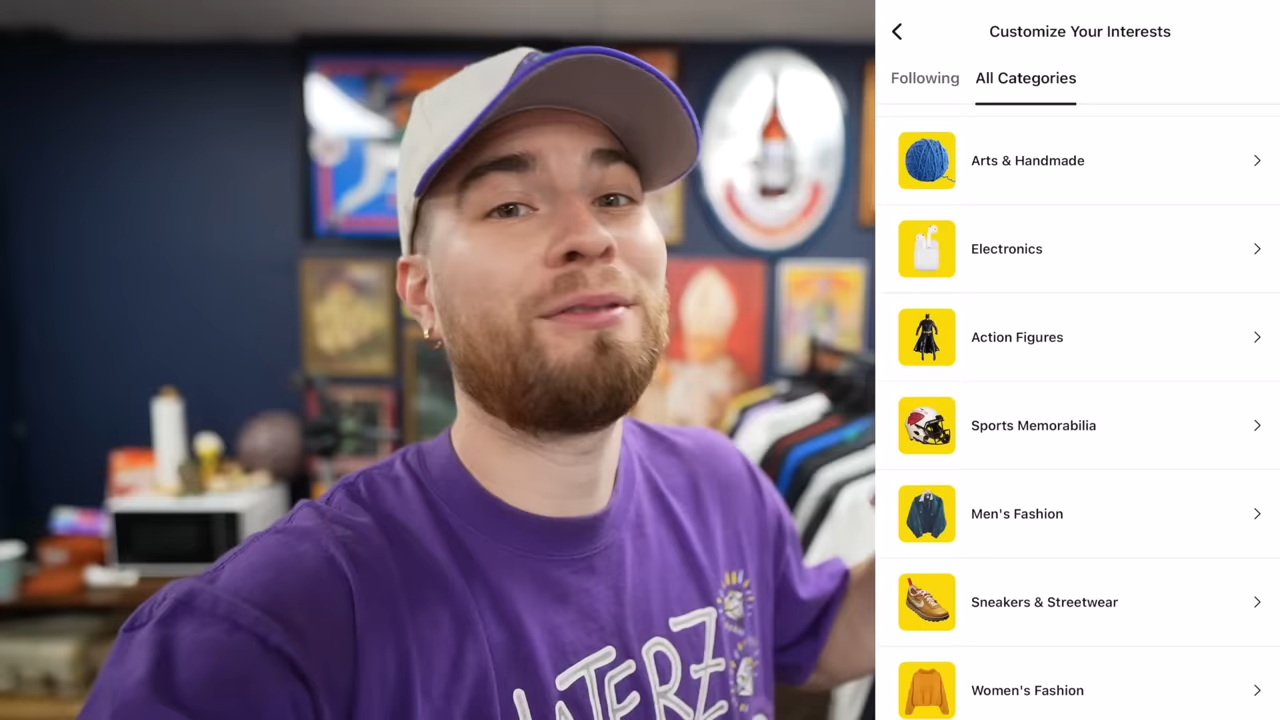 Customize Your Interests
Following All Categories
Arts & Handmade
Electronics
Action Figures
Sports Memorabilia
Men's Fashion
Sneakers & Streetwear
Women's Fashion